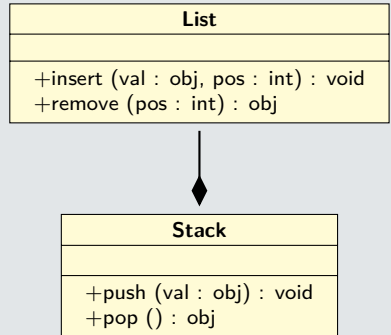 List
+insert (val : obj, pos : int) : void
+remove (pos : int) : obj
Stack
+push (val : obj) : void
+pop () : obj